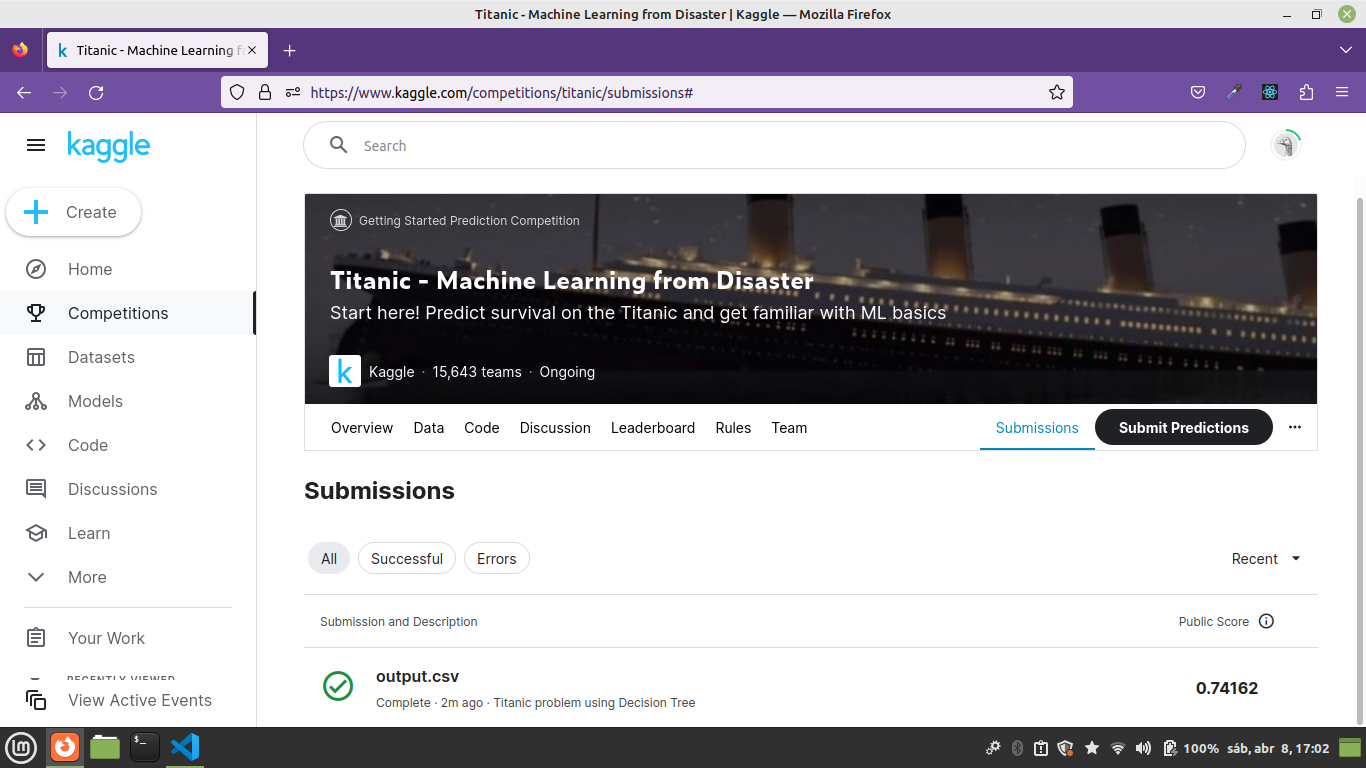 Titanic - Machine Learning from Disaster | Kaggle — Mozilla Firefox
Titanic - Machine Learning f
https://www.kaggle.com/competitions/titanic/submissions#
kaggle
Search
Create
Home
Competitions
Datasets
Models
Code
Discussions
Learn
More
Your Work
RECENTLY VIEWED
View Active Events
Getting Started Prediction Competition
Titanic - Machine Learning from Disaster
Start here! Predict survival on the Titanic and get familiar with ML basics
k Kaggle · 15,643 teams · Ongoing
Overview Data Code Discussion Leaderboard Rules Team Submissions Submit Predictions
Submissions
All Successful Errors Recent
Submission and Description Public Score
output.csv
Complete · 2m ago · Titanic problem using Decision Tree
0.74162
100% sáb, abr 8, 17:02